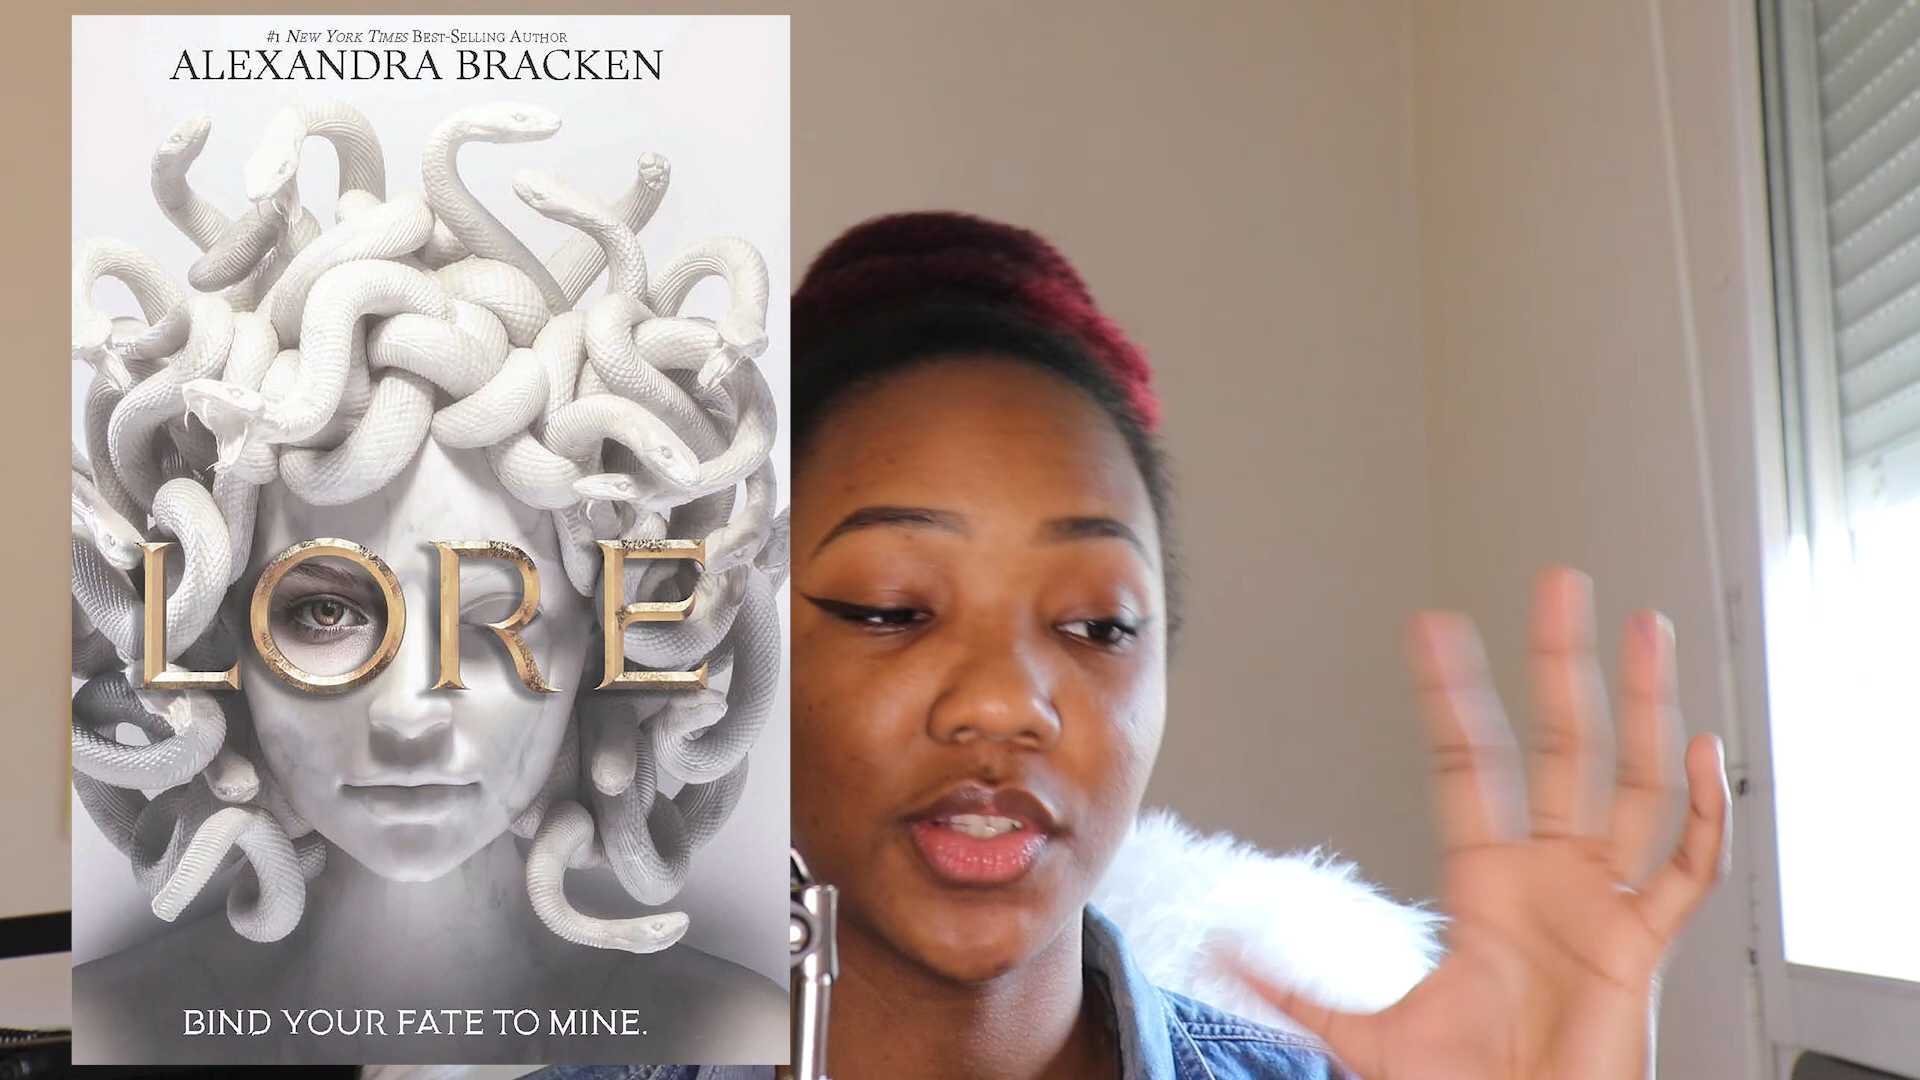 #1 NEW YORK TIMES BEST-SELLING AUTHOR
ALEXANDRA BRACKEN
LORE
BIND YOUR FATE TO MINE.